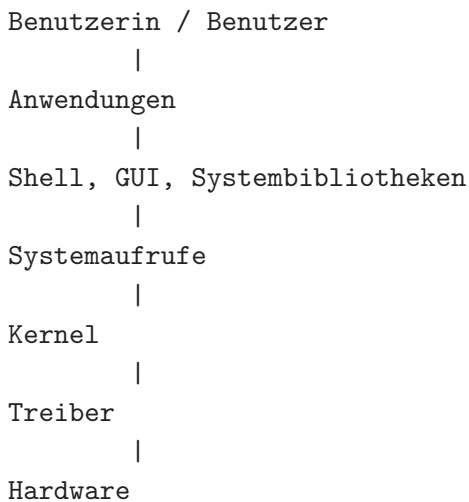 Benutzerin / Benutzer
|
Anwendungen
|
Shell, GUI, Systembibliotheken
|
Systemaufrufe
|
Kernel
|
Treiber
|
Hardware